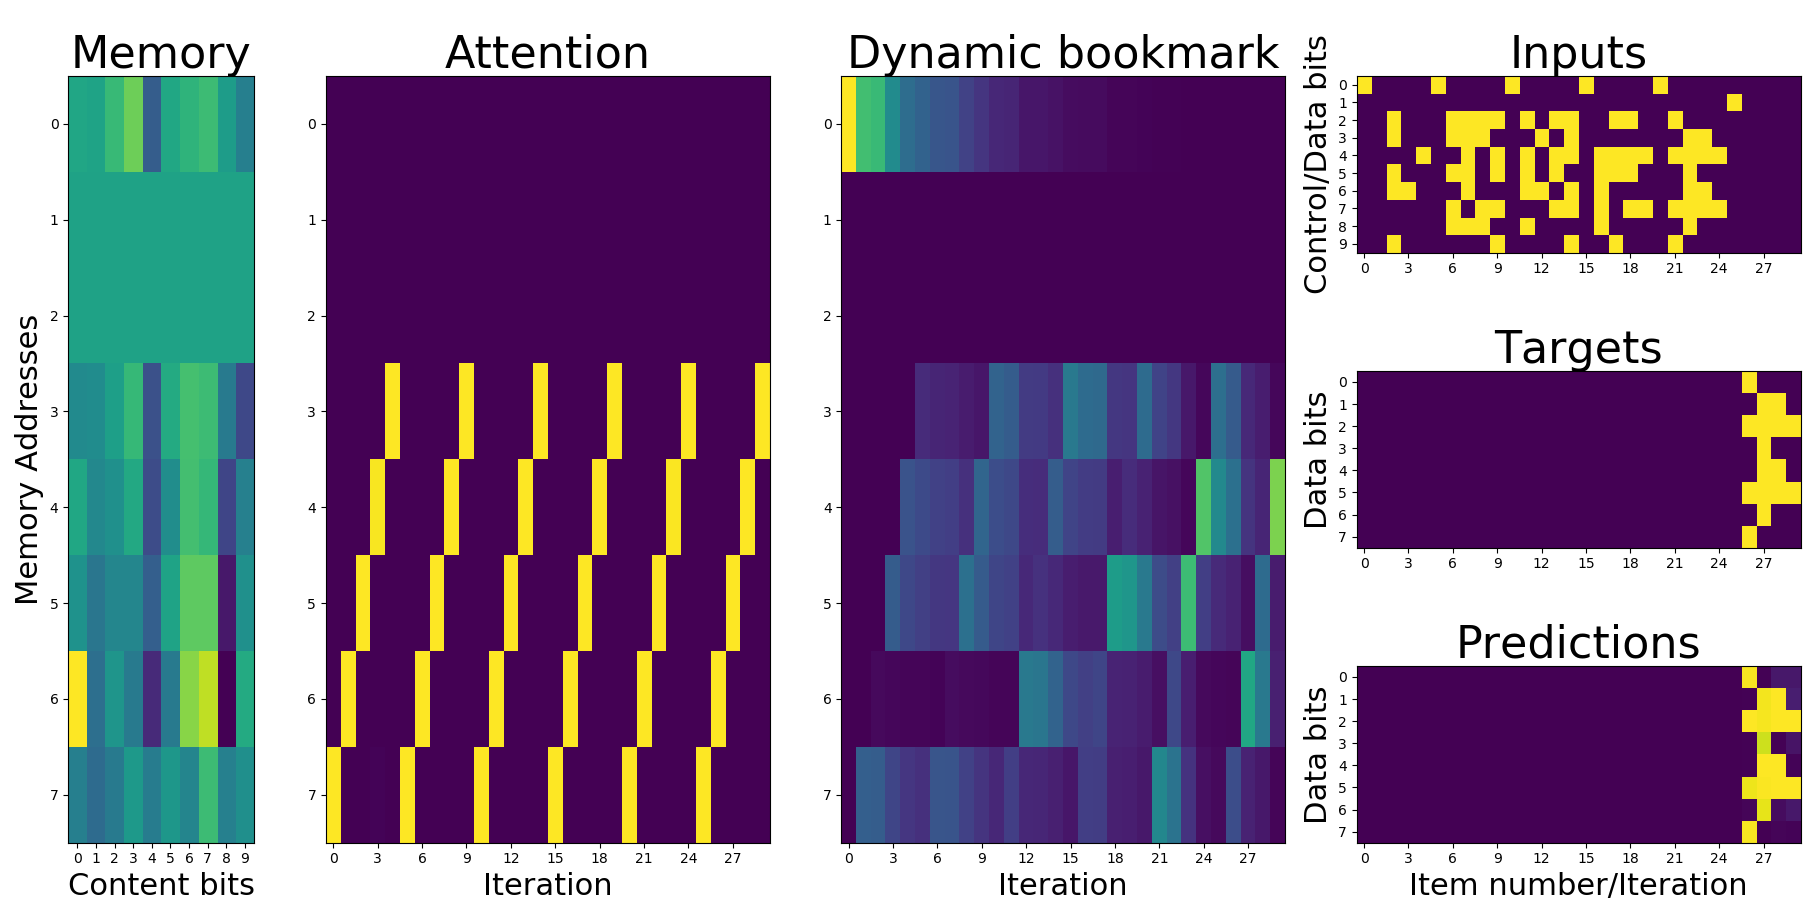 Memory
Memory Addresses
0
1
2
3
4
5
6
7
0 1 2 3 4 5 6 7 8 9
Content bits
Attention
0
1
2
3
4
5
6
7
0 3 6 9 12 15 18 21 24 27
Iteration
Dynamic bookmark
0
1
2
3
4
5
6
7
0 3 6 9 12 15 18 21 24 27
Iteration
Inputs
Control/Data bits
0
1
2
3
4
5
6
7
8
9
0 3 6 9 12 15 18 21 24 27
Targets
Data bits
0
1
2
3
4
5
6
7
0 3 6 9 12 15 18 21 24 27
Predictions
Data bits
0
1
2
3
4
5
6
7
0 3 6 9 12 15 18 21 24 27
Item number/Iteration